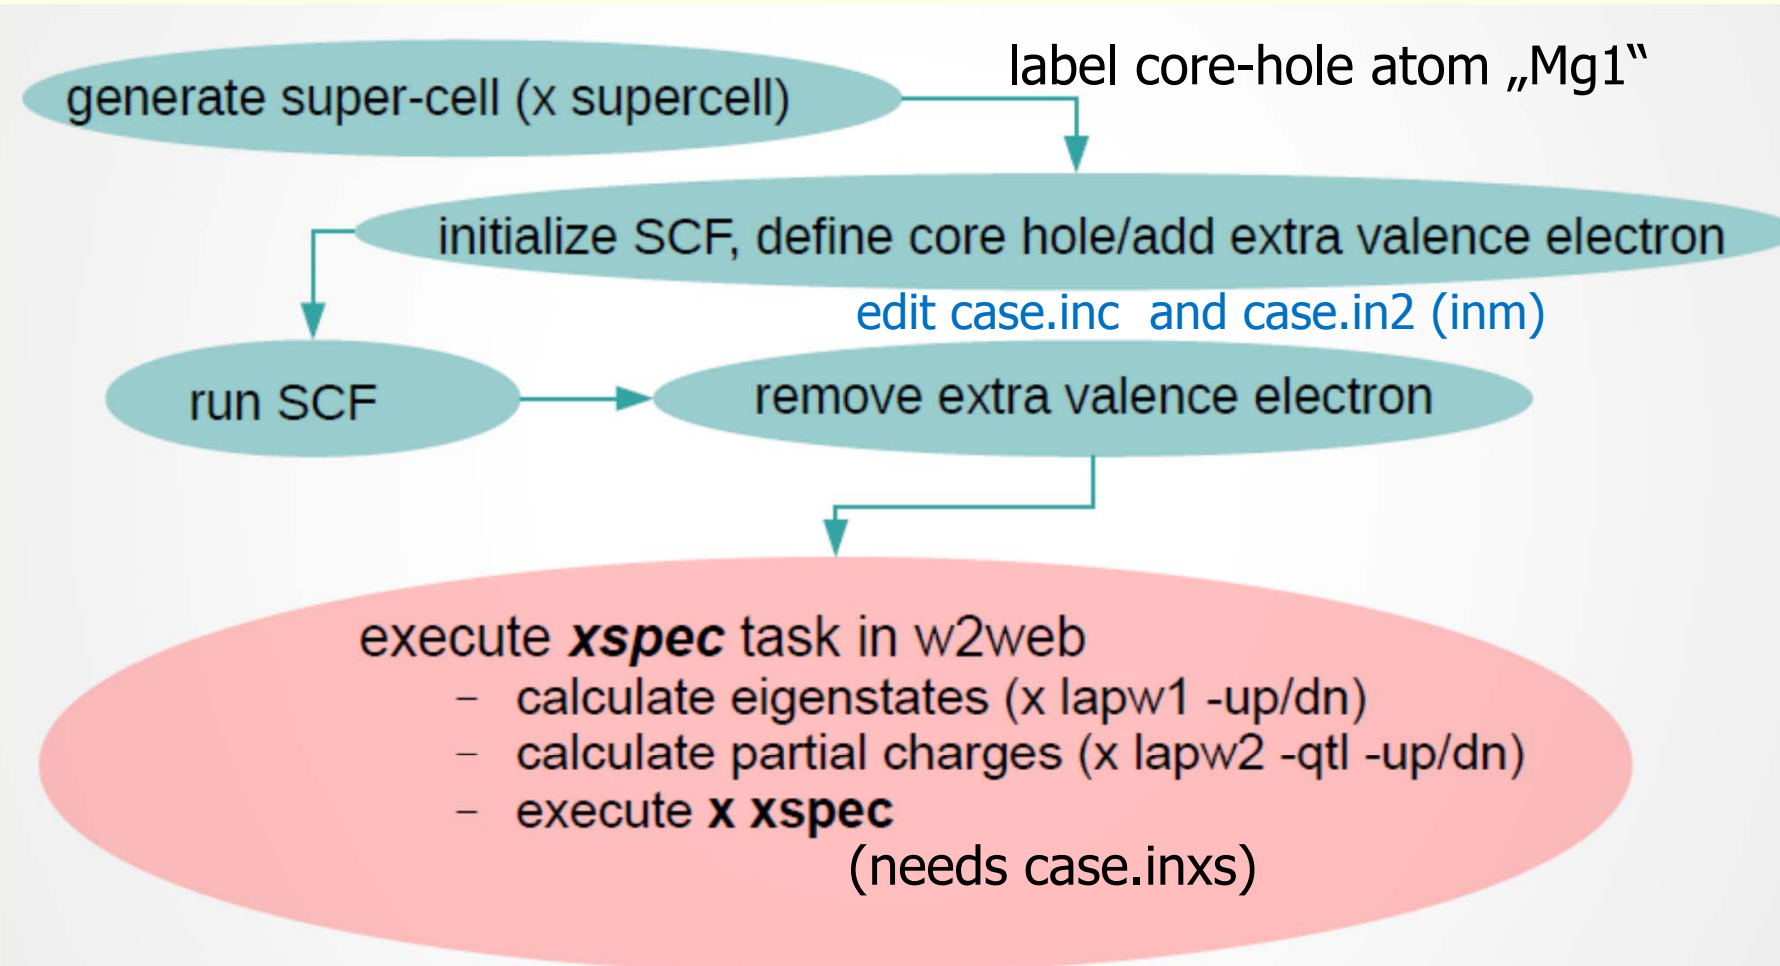 label core-hole atom „Mg1“
generate super-cell (x supercell)
initialize SCF, define core hole/add extra valence electron
edit case.inc and case.in2 (inm)
run SCF
remove extra valence electron
execute xspec task in w2web
– calculate eigenstates (x lapw1 -up/dn)
– calculate partial charges (x lapw2 -qtl -up/dn)
– execute x xspec
(needs case.inxs)